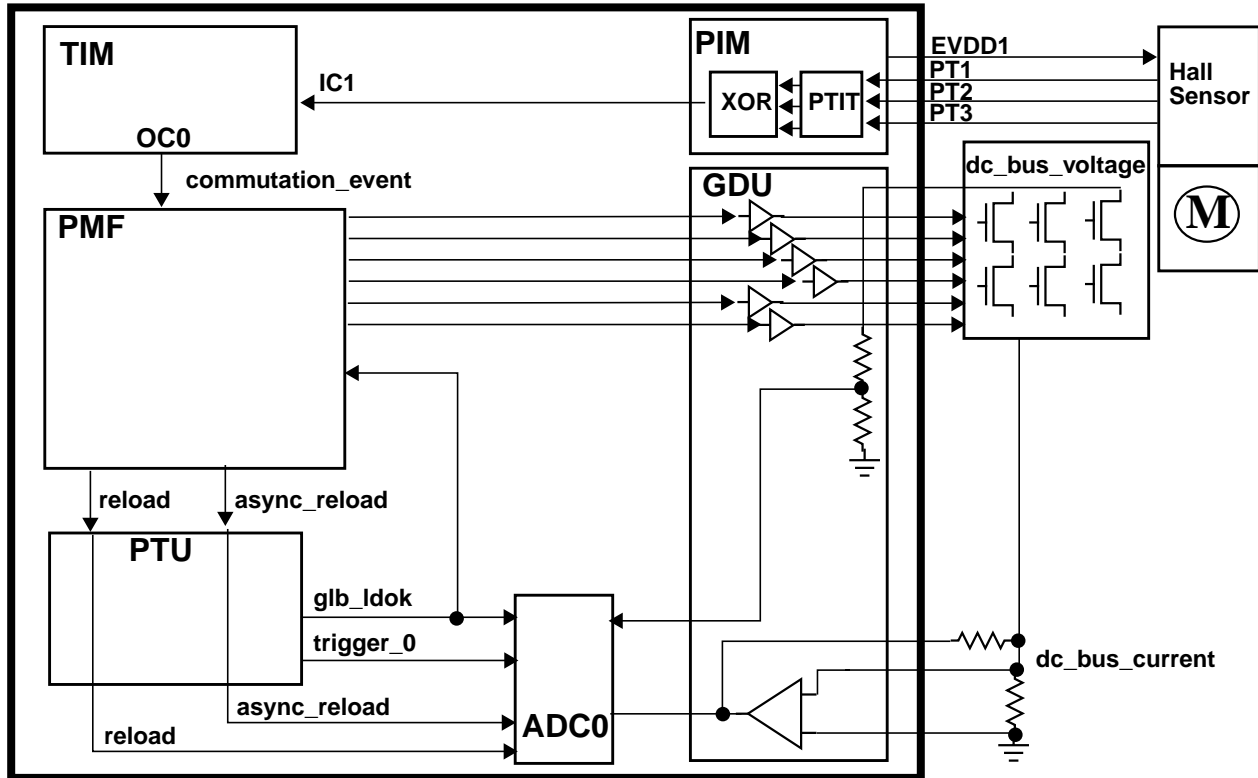 TIM
PIM
EVDD1
IC1
PT1
PT2
PT3
XOR
PTIT
Hall
Sensor
OC0
commutation_event
GDU
dc_bus_voltage
PMF
M
reload
async_reload
PTU
glb_ldok
trigger_0
dc_bus_current
async_reload
reload
ADC0